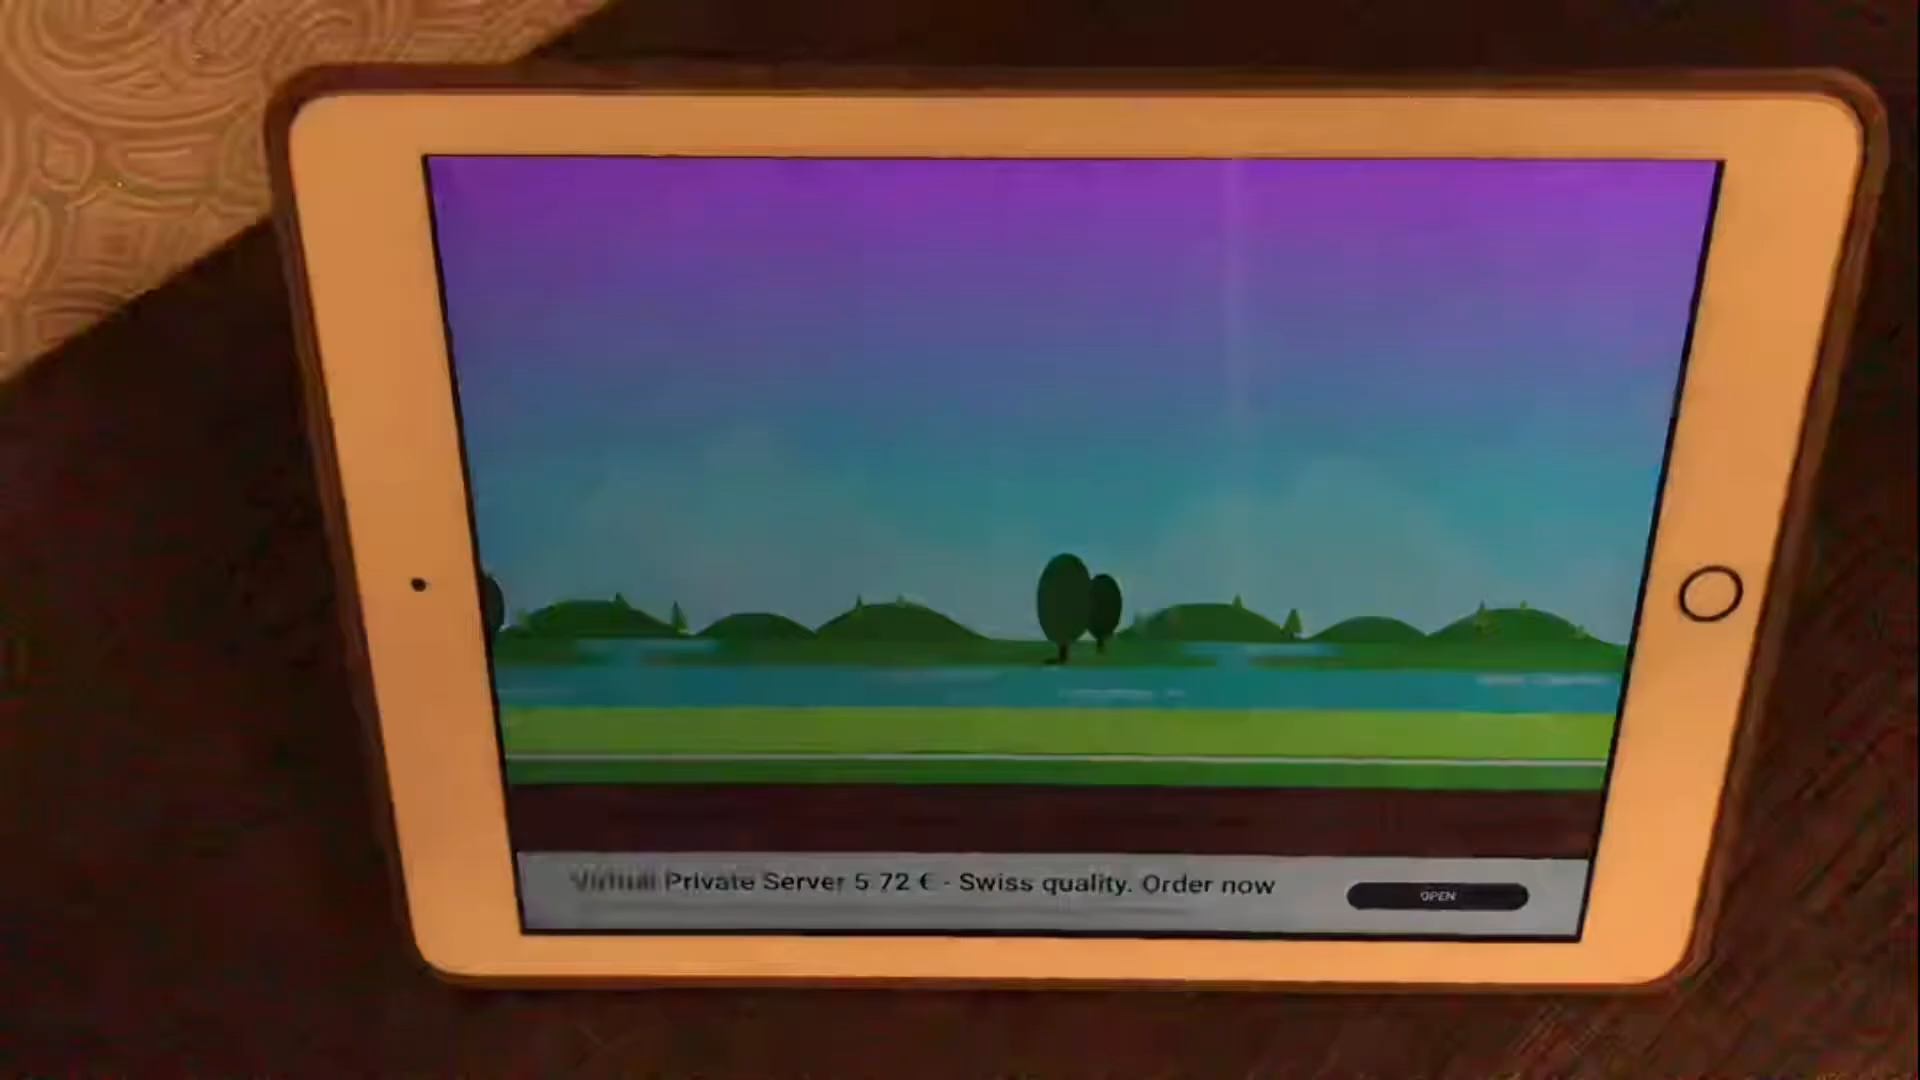 Virtual Private Server 5 72 € - Swiss quality. Order now
OPEN